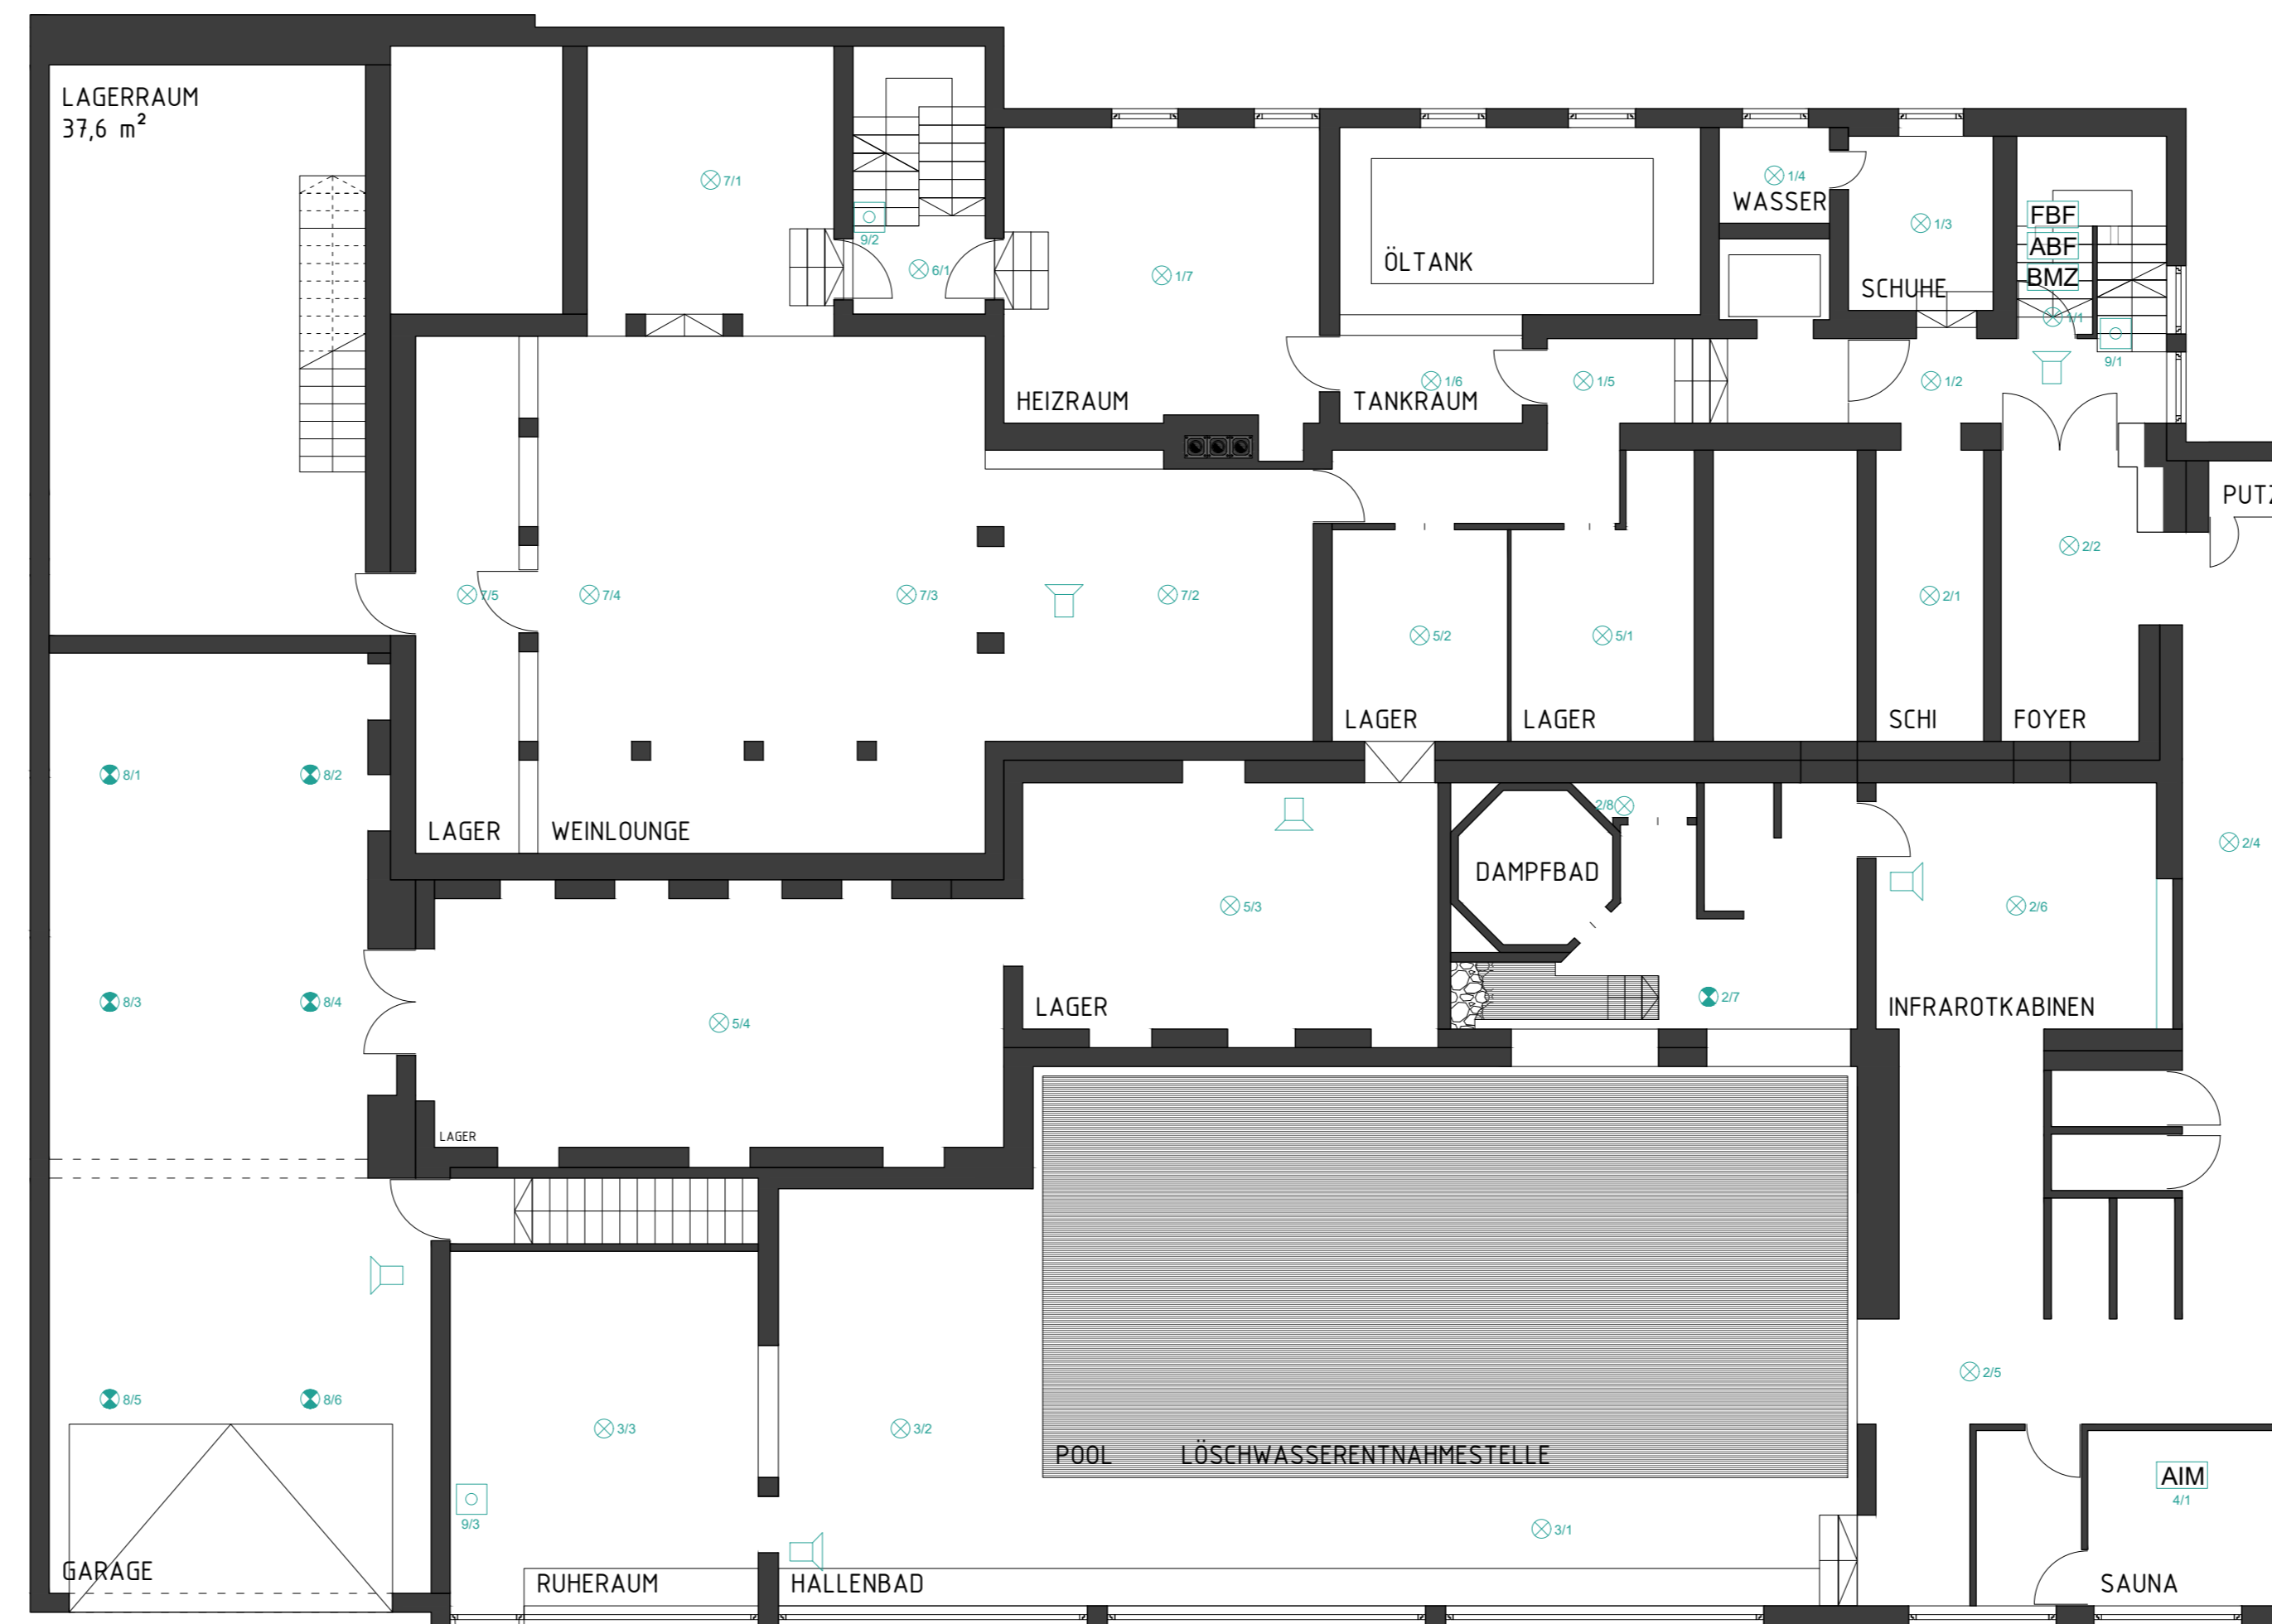 LAGERRAUM
37,6 m²
7/1
9/2
6/1
1/7
HEIZRAUM
ÖLTANK
1/6
TANKRAUM
1/5
1/4
WASSER
1/3
SCHUHE
FBF
ABF
BMZ
1/1
9/1
1/2
7/5
7/4
7/3
7/2
5/2
5/1
2/1
2/2
LAGER
LAGER
SCHI
FOYER
LAGER
WEINLOUNGE
8/1
8/2
8/3
8/4
5/4
LAGER
5/3
LAGER
2/8
DAMPFBAD
2/7
2/6
INFRAROTKABINEN
2/4
2/5
8/5
8/6
GARAGE
3/3
9/3
RUHERAUM
3/2
POOL LÖSCHWASSERENTNAHMESTELLE
3/1
HALLENBAD
AIM
4/1
SAUNA